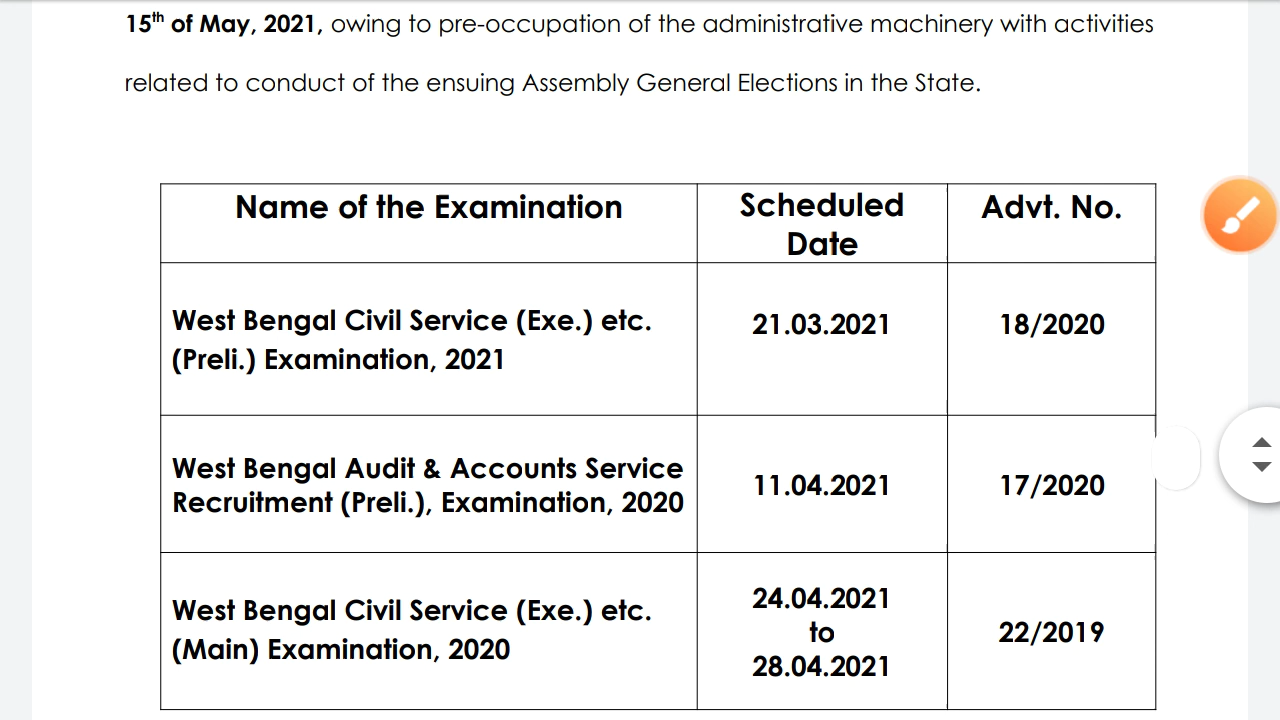 15th of May, 2021, owing to pre-occupation of the administrative machinery with activities
related to conduct of the ensuing Assembly General Elections in the State.
Name of the Examination
Scheduled
Date
Advt. No.
West Bengal Civil Service (Exe.) etc.
(Preli.) Examination, 2021
21.03.2021
18/2020
West Bengal Audit & Accounts Service
Recruitment (Preli.), Examination, 2020
11.04.2021
17/2020
West Bengal Civil Service (Exe.) etc.
(Main) Examination, 2020
24.04.2021
to
28.04.2021
22/2019